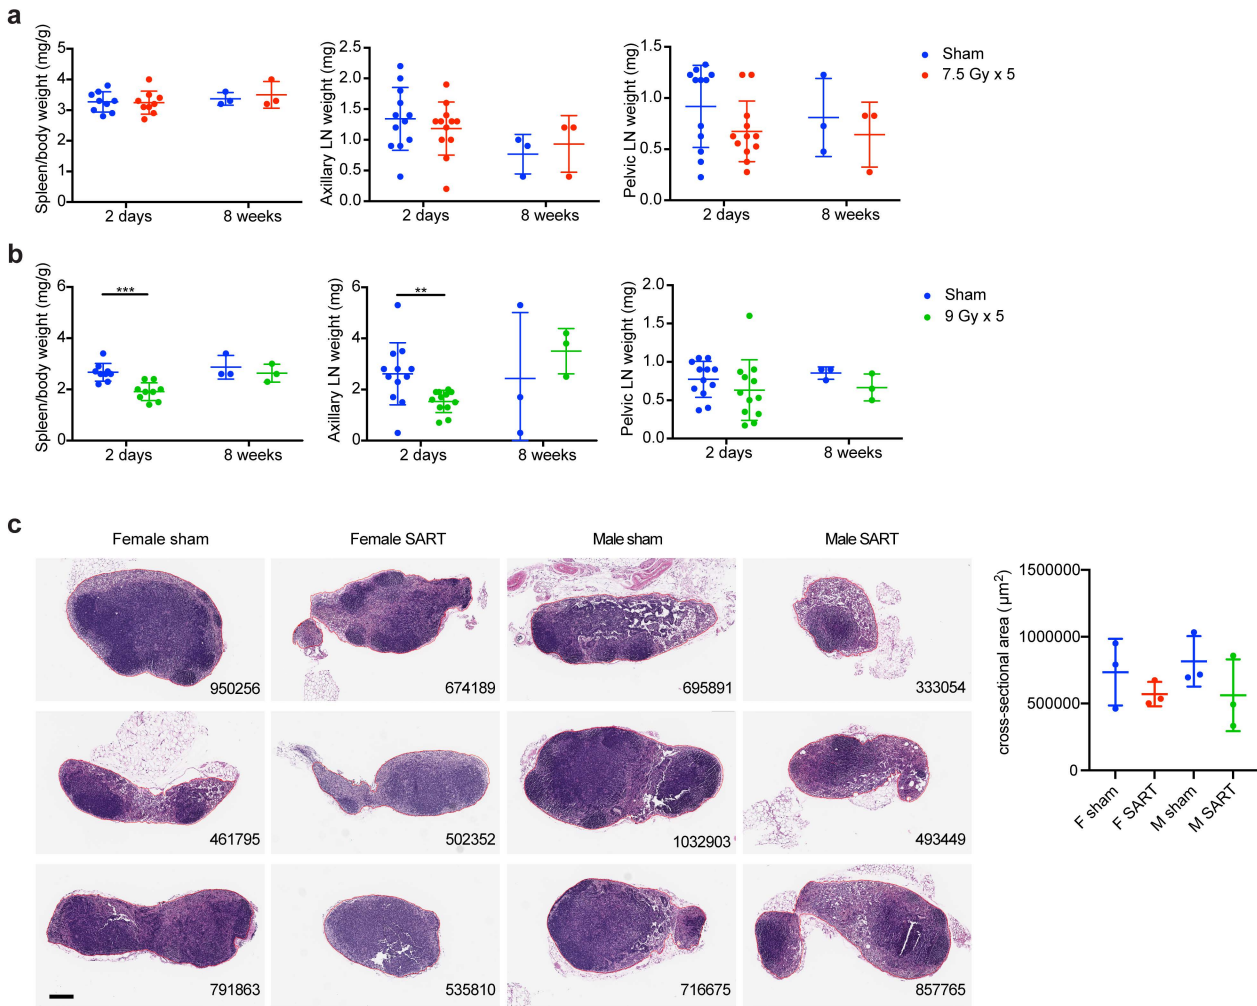 a
Spleen/body weight (mg/g)
5
4
3
2
1
0
2 days
8 weeks
Axillary LN weight (mg)
2.5
2.0
1.5
1.0
0.5
0.0
2 days
8 weeks
Pelvic LN weight (mg)
1.5
1.0
0.5
0.0
2 days
8 weeks
Sham
7.5 Gy x 5
b
Spleen/body weight (mg/g)
6
4
2
0
***
2 days
8 weeks
Axillary LN weight (mg)
6
4
2
0
**
2 days
8 weeks
Pelvic LN weight (mg)
2.0
1.5
1.0
0.5
0.0
2 days
8 weeks
Sham
9 Gy x 5
c
Female sham
Female SART
Male sham
Male SART
950256
674189
695891
333054
461795
502352
1032903
493449
791863
535810
716675
857765
cross-sectional area (µm²)
1500000
1000000
500000
0
F sham
F SART
M sham
M SART